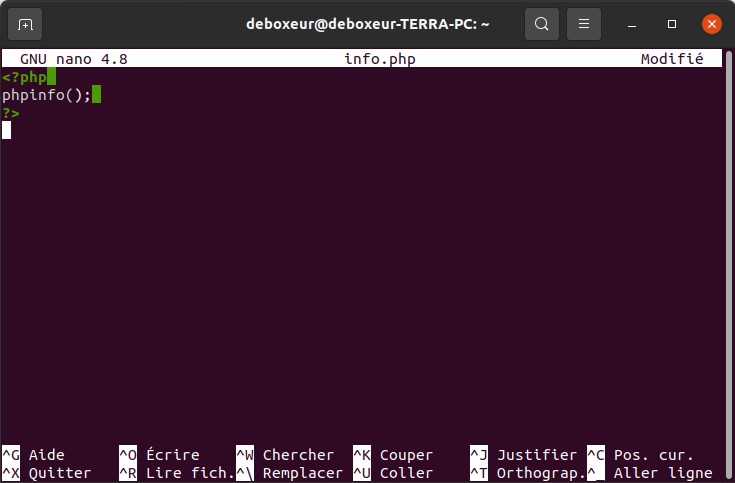 deboxeur@deboxeur-TERRA-PC: ~
GNU nano 4.8 info.php Modifié
<?php
phpinfo();
?>
^G Aide ^O Écrire ^W Chercher ^K Couper ^J Justifier ^C Pos. cur.
^X Quitter ^R Lire fich. ^\ Remplacer ^U Coller ^T Orthograp. ^_ Aller ligne